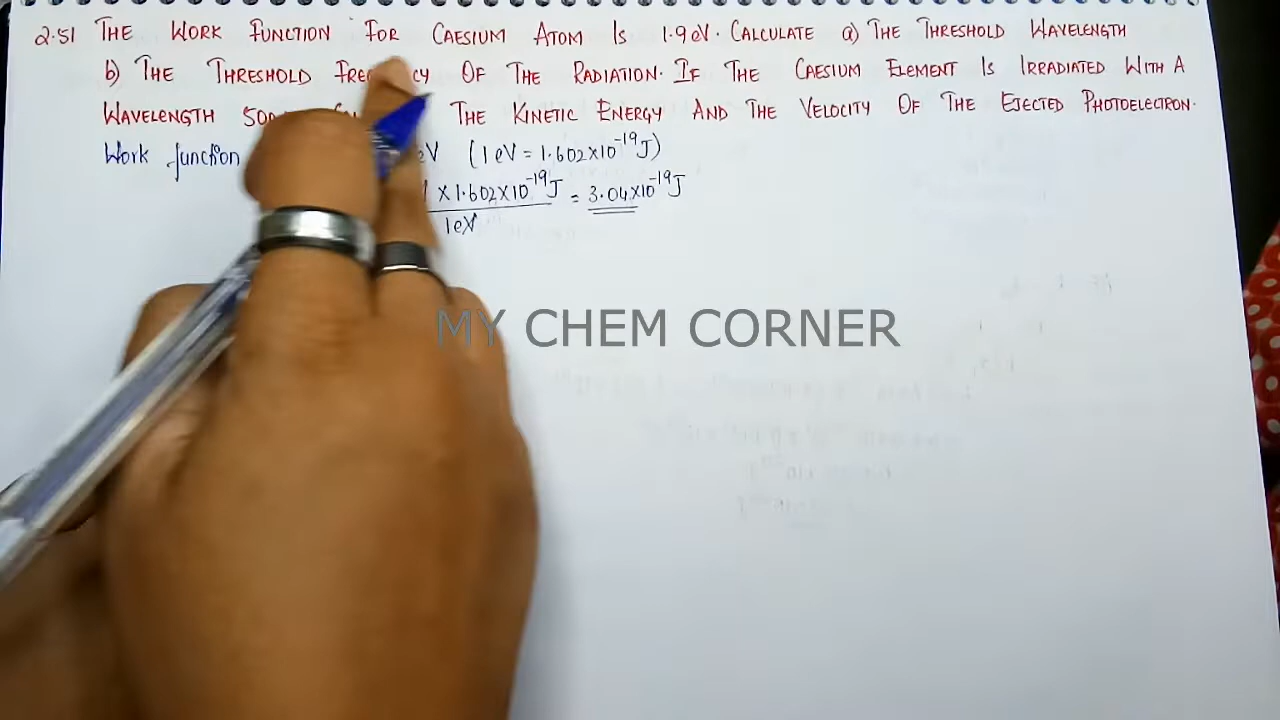 2.51 THE WORK FUNCTION FOR CAESIUM ATOM IS 1.9 eV. CALCULATE a) THE THRESHOLD WAVELENGTH
b) THE THRESHOLD OF THE RADIATION. IF THE CAESIUM ELEMENT IS IRRADIATED WITH A
WAVELENGTH THE KINETIC ENERGY AND THE VELOCITY OF THE EJECTED PHOTOELECTRON.
Work function eV (1eV = 1.602×10⁻¹⁹J)
× 1.602×10⁻¹⁹J = 3.04×10⁻¹⁹J
1eV
MY CHEM CORNER